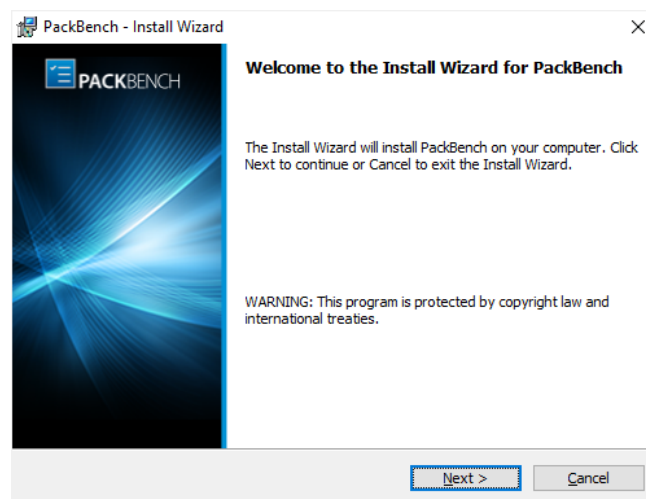 PackBench - Install Wizard
PACKBENCH
Welcome to the Install Wizard for PackBench
The Install Wizard will install PackBench on your computer. Click
Next to continue or Cancel to exit the Install Wizard.
WARNING: This program is protected by copyright law and
international treaties.
Next >
Cancel